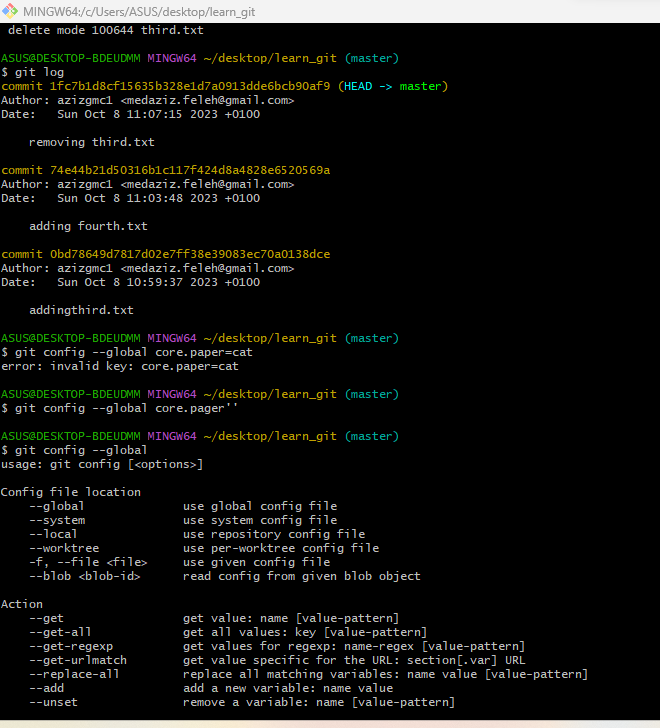 MINGW64:/c/Users/ASUS/desktop/learn_git
delete mode 100644 third.txt
ASUS@DESKTOP-BDEUDMM MINGW64 ~/desktop/learn_git (master)
$ git log
commit 1fc7b1d8cf15635b328e1d7a0913dde6bcb90af9 (HEAD -> master)
Author: azizgmc1 <medaziz.feleh@gmail.com>
Date:   Sun Oct 8 11:07:15 2023 +0100
    removing third.txt
commit 74e44b21d50316b1c117f424d8a4828e6520569a
Author: azizgmc1 <medaziz.feleh@gmail.com>
Date:   Sun Oct 8 11:03:48 2023 +0100
    adding fourth.txt
commit 0bd78649d7817d02e7ff38e39083ec70a0138dce
Author: azizgmc1 <medaziz.feleh@gmail.com>
Date:   Sun Oct 8 10:59:37 2023 +0100
    addingthird.txt
ASUS@DESKTOP-BDEUDMM MINGW64 ~/desktop/learn_git (master)
$ git config --global core.paper=cat
error: invalid key: core.paper=cat
ASUS@DESKTOP-BDEUDMM MINGW64 ~/desktop/learn_git (master)
$ git config --global core.pager''
ASUS@DESKTOP-BDEUDMM MINGW64 ~/desktop/learn_git (master)
$ git config --global
usage: git config [<options>]
Config file location
    --global              use global config file
    --system              use system config file
    --local               use repository config file
    --worktree            use per-worktree config file
    -f, --file <file>     use given config file
    --blob <blob-id>      read config from given blob object
Action
    --get                 get value: name [value-pattern]
    --get-all             get all values: key [value-pattern]
    --get-regexp          get values for regexp: name-regex [value-pattern]
    --get-urlmatch        get value specific for the URL: section[.var] URL
    --replace-all         replace all matching variables: name value [value-pattern]
    --add                 add a new variable: name value
    --unset               remove a variable: name [value-pattern]